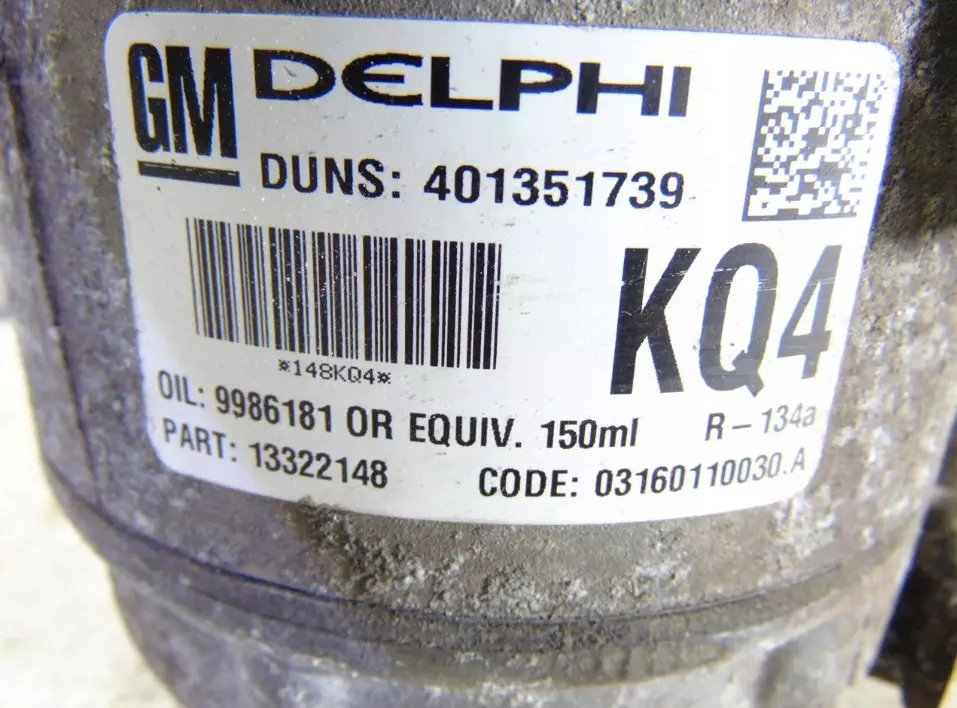 GM DELPHI
DUNS: 401351739
*148KQ4*
KQ4
OIL: 9986181 OR EQUIV. 150ml R-134a
PART: 13322148 CODE: 03160110030.A